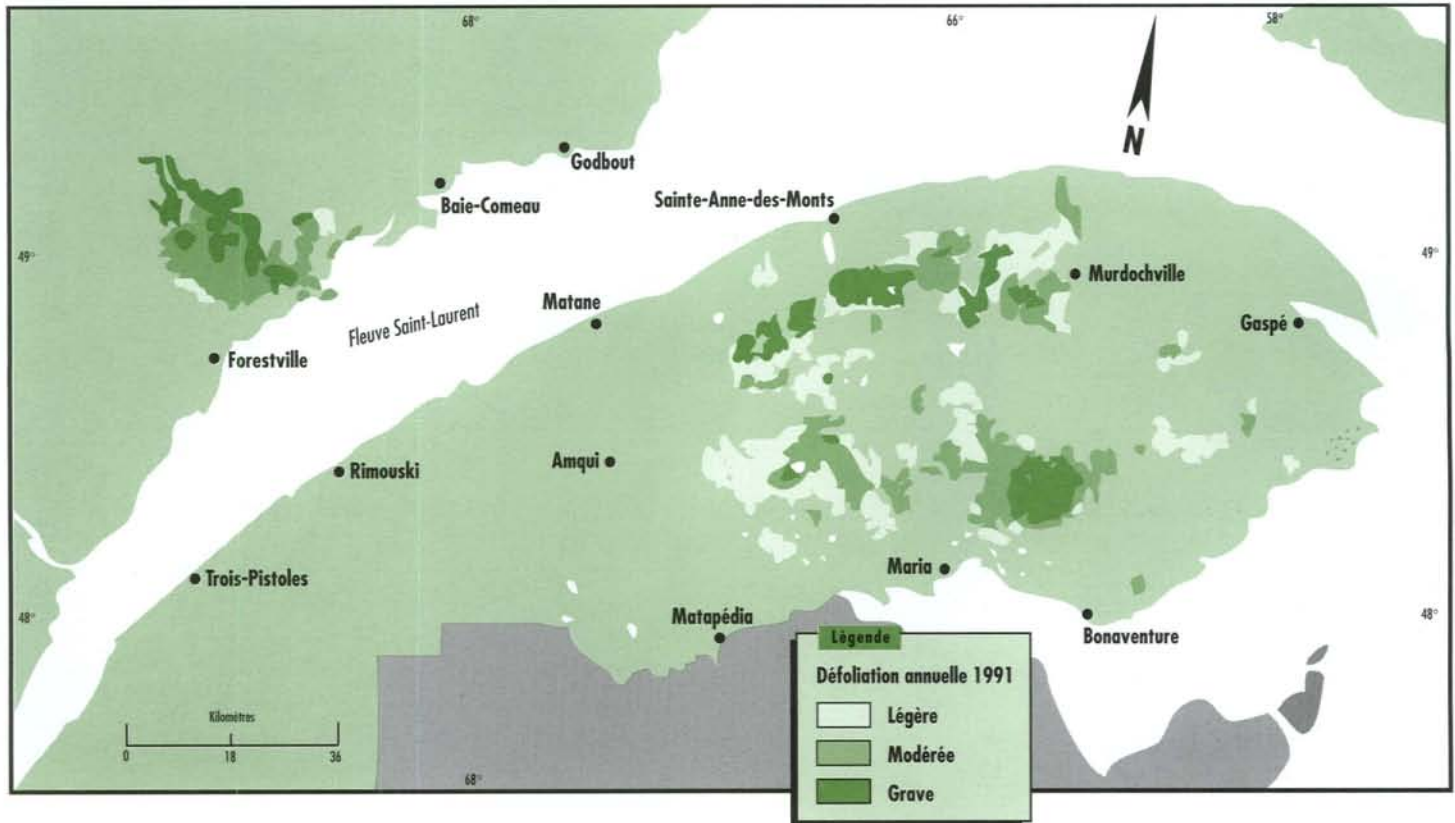 68°
66°
58°
N
Godbout
Baie-Comeau
Sainte-Anne-des-Monts
49°
49°
Murdochville
Matane
Fleuve Saint-Laurent
Gaspé
Forestville
Amqui
Rimouski
Maria
Trois-Pistoles
48°
Matapédia
48°
Bonaventure
Légende
Défoliation annuelle 1991
Légère
Modérée
Grave
Kilomètres
0 18 36
68°